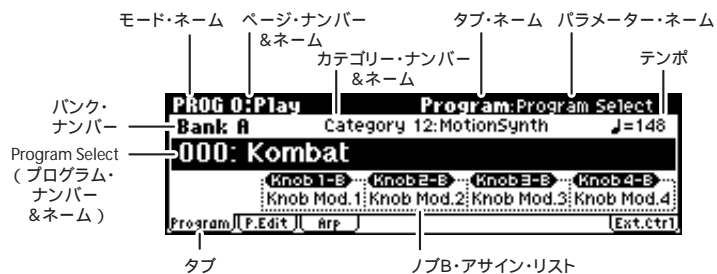 モード・ネーム ページ・ナンバー &ネーム タブ・ネーム パラメーター・ネーム
カテゴリー・ナンバー &ネーム テンポ
バンク・ナンバー
PROG 0:Play Program:Program Select
Bank A Category 12:MotionSynth ♩=148
Program Select
(プログラム・
ナンバー
&ネーム)
000: Kombat
Knob 1-B Knob 2-B Knob 3-B Knob 4-B
Knob Mod.1 Knob Mod.2 Knob Mod.3 Knob Mod.4
Program P.Edit Arp Ext.Ctrl
タブ ノブB・アサイン・リスト